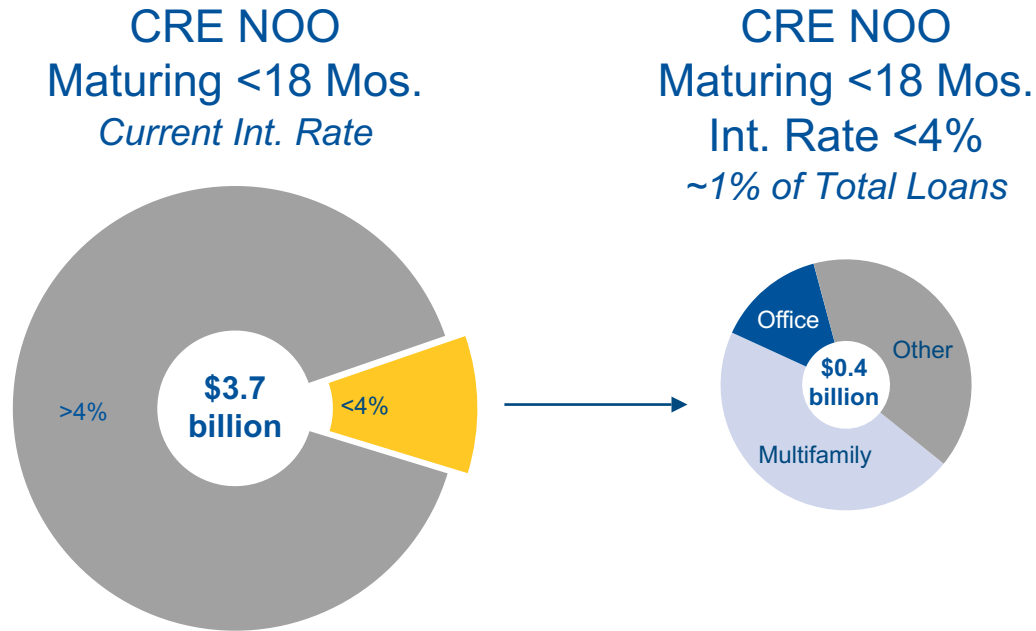 CRE NOO
Maturing <18 Mos.
Current Int. Rate
>4%
$3.7
billion
<4%
CRE NOO
Maturing <18 Mos.
Int. Rate <4%
~1% of Total Loans
Office
Other
$0.4
billion
Multifamily